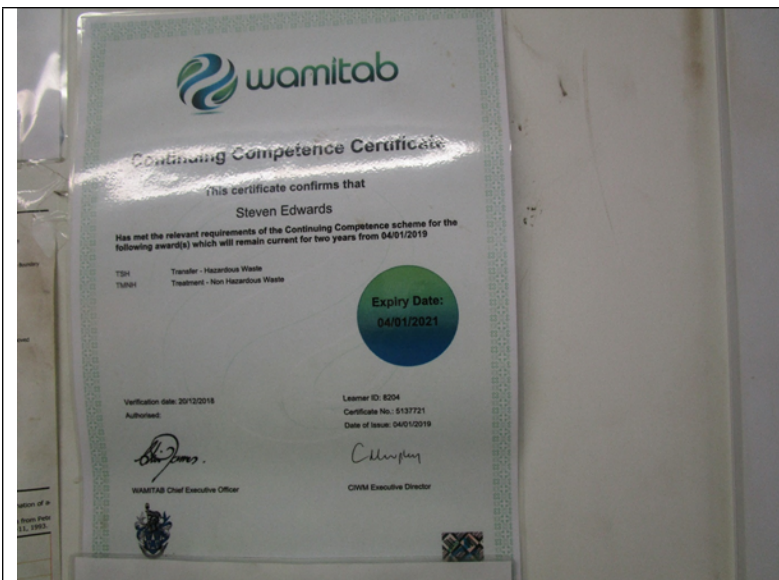 wamitab
Continuing Competence Certificate
This certificate confirms that
Steven Edwards
Has met the relevant requirements of the Continuing Competence scheme for the
following award(s) which will remain current for two years from 04/01/2019
TSH Transfer - Hazardous Waste
TMNH Treatment - Non Hazardous Waste
Expiry Date:
04/01/2021
Verification date: 20/12/2018
Authorised:
Learner ID: 8204
Certificate No.: 5137721
Date of Issue: 04/01/2019
WAMITAB Chief Executive Officer
CIWM Executive Director
11, 1993.